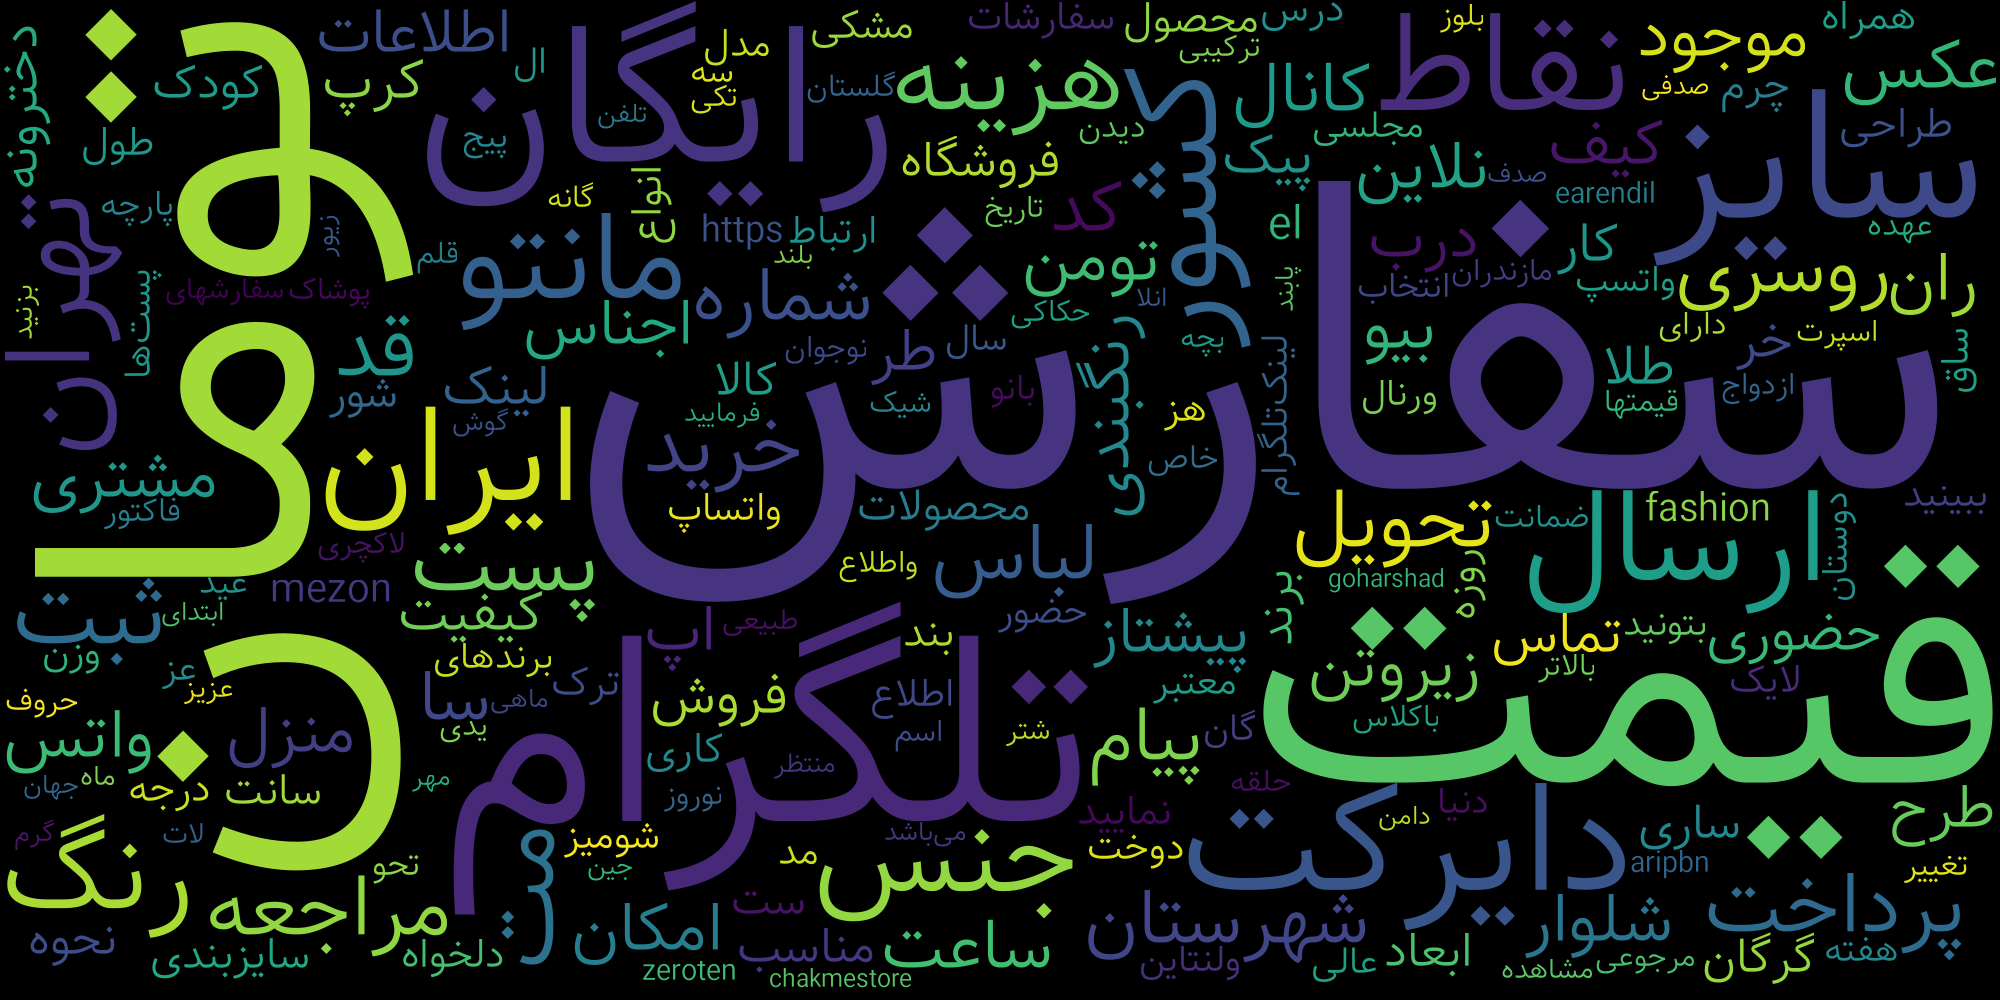 دخترونه
اطلاعات
ال
مشکی
مدل
سه
تکی
سفارشات
محصول
ترکیبی
درس
بلوز
همراه
موجود
صدفی
عکس
کودک
کرپ
تلفن
رایگان
گلستان
هزینه
کشور
کانال
نقاط
چرم
طراحی
سایز
طول
پیج
انواع
گانه
فروشگاه
دیدن
پیک
مجلسی
نلاین
کیف
صدف
earendil
تهران
پارچه
زیور
قلم
https
ارتباط
بلند
تاریخ
کد
el
درب
کار
عهده
تومن
مانتو
شماره
پست‌ها
سفارشهای
پوشاک
بزنید
حکاکی
انلا
پابند
انتخاب
مازندران
واتسپ
روسری
ران
سفارش
اجناس
قد
شور
لینک
گوش
کالا
فرمایید
نوجوان
طر
سال
شیک
بانو
رنگبندی
بچه
هز
خاص
لینک‌تلگرام
بیو
ورنال
طلا
قیمتها
خر
ازدواج
دارای
اسپرت
ساق
ایران
خرید
واتساپ
محصولات
مشتری
فاکتور
لاکچری
پست
کیفیت
واطلاع
لباس
حضور
تحویل
ضمانت
ارسال
fashion
دوستان
ببینید
goharshad
روزه
برند
ثبت
عید
ابتدای
mezon
وزن
عز
عزیز
حروف
برندهای
اپ
طبیعی
بند
پیشتاز
معتبر
زیروتن
تماس
بتونید
حضوری
بالاتر
لایک
باکلاس
قیمت
واتس
منزل
سا
ماهی
ترک
یدی
فروش
کاری
اطلاع
اسم
شتر
پیام
گان
تلگرام
ماه
جهان
درجه
سانت
مهر
نوروز
منتظر
حلقه
نمایید
دنیا
دامن
دایرکت
ساری
aripbn
طرح
تغییر
گرم
لات
رنگ
مراجعه
تحو
شومیز
جین
مد
می‌باشد
جنس
دوخت
نحوه
سایزبندی
دلخواه
امکان
zeroten
ست
مناسب
chakmestore
ساعت
شهرستان
ولنتاین
عالی
ابعاد
شلوار
مشاهده
مرجوعی
گرگان
هفته
پرداخت